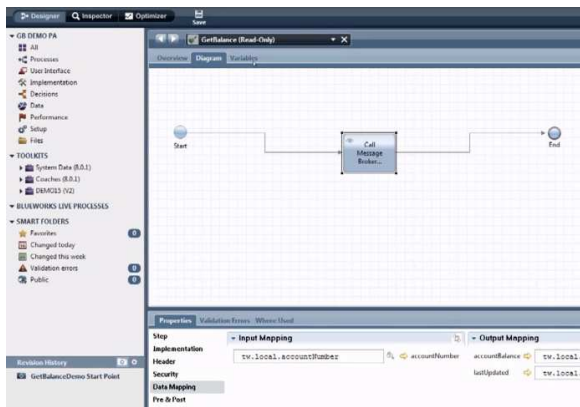 Designer Inspector Optimizer
Save
GB DEMO PA
All
Processes
User Interface
Implementation
Decisions
Data
Performance
Setup
Files
TOOLKITS
System Data (8.0.1)
Coaches (8.0.1)
DEMO15 (V2)
BLUEWORKS LIVE PROCESSES
SMART FOLDERS
Favorites 0
Changed today
Changed this week
Validation errors 0
Public 0
Revision History
GetBalanceDemo Start Point
GetBalance (Read-Only)
Overview Diagram Variables
Start
Call
Message
Broker...
End
Properties Validation Errors Where Used
Step
Implementation
Header
Security
Data Mapping
Pre & Post
Input Mapping
tw.local.accountNumber accountNumber
Output Mapping
accountBalance tw.local.
lastUpdated tw.local.